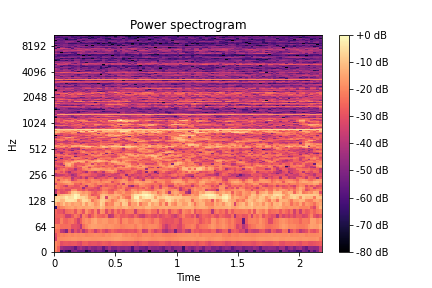 Power spectrogram
8192
4096
2048
1024
512
256
128
64
0
Hz
0
0.5
1
1.5
2
Time
+0 dB
-10 dB
-20 dB
-30 dB
-40 dB
-50 dB
-60 dB
-70 dB
-80 dB